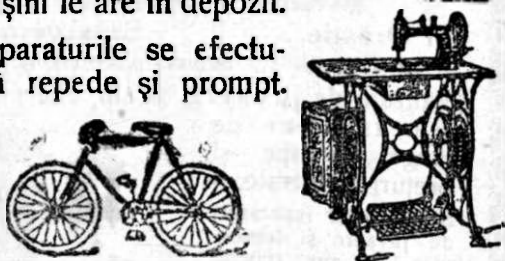 șini le are în depozit.
paraturile se efectu-
repede și prompt.